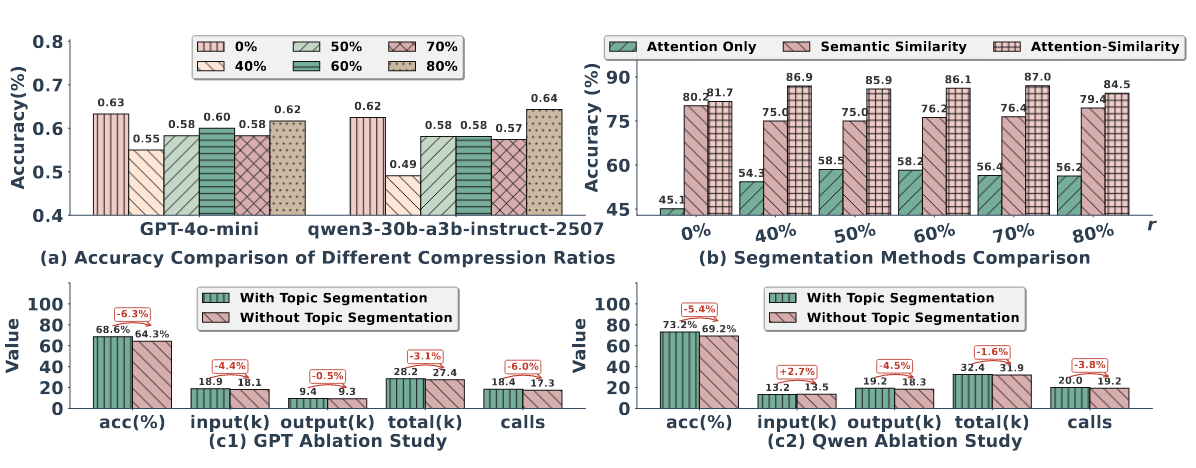 0% 50% 70%
40% 60% 80%
Accuracy(%)
0.8
0.7
0.6
0.5
0.4
0.63 0.55 0.58 0.60 0.58 0.62
0.62 0.49 0.58 0.58 0.57 0.64
GPT-4o-mini qwen3-30b-a3b-instruct-2507
(a) Accuracy Comparison of Different Compression Ratios
Attention Only Semantic Similarity Attention-Similarity
Accuracy (%)
90
75
60
45
45.1 80.2 81.7
54.3 75.0 86.9
58.5 75.0 85.9
58.2 76.2 86.1
56.4 76.4 87.0
56.2 79.4 84.5
0% 40% 50% 60% 70% 80% r
(b) Segmentation Methods Comparison
With Topic Segmentation
Without Topic Segmentation
Value
100
80
60
40
20
0
-6.3% -4.4% -0.5% -3.1% -6.0%
68.6% 64.3% 18.9 18.1 9.4 9.3 28.2 27.4 18.4 17.3
acc(%) input(k) output(k) total(k) calls
(c1) GPT Ablation Study
With Topic Segmentation
Without Topic Segmentation
Value
100
80
60
40
20
0
-5.4% +2.7% -4.5% -1.6% -3.8%
73.2% 69.2% 13.2 13.5 19.2 18.3 32.4 31.9 20.0 19.2
acc(%) input(k) output(k) total(k) calls
(c2) Qwen Ablation Study